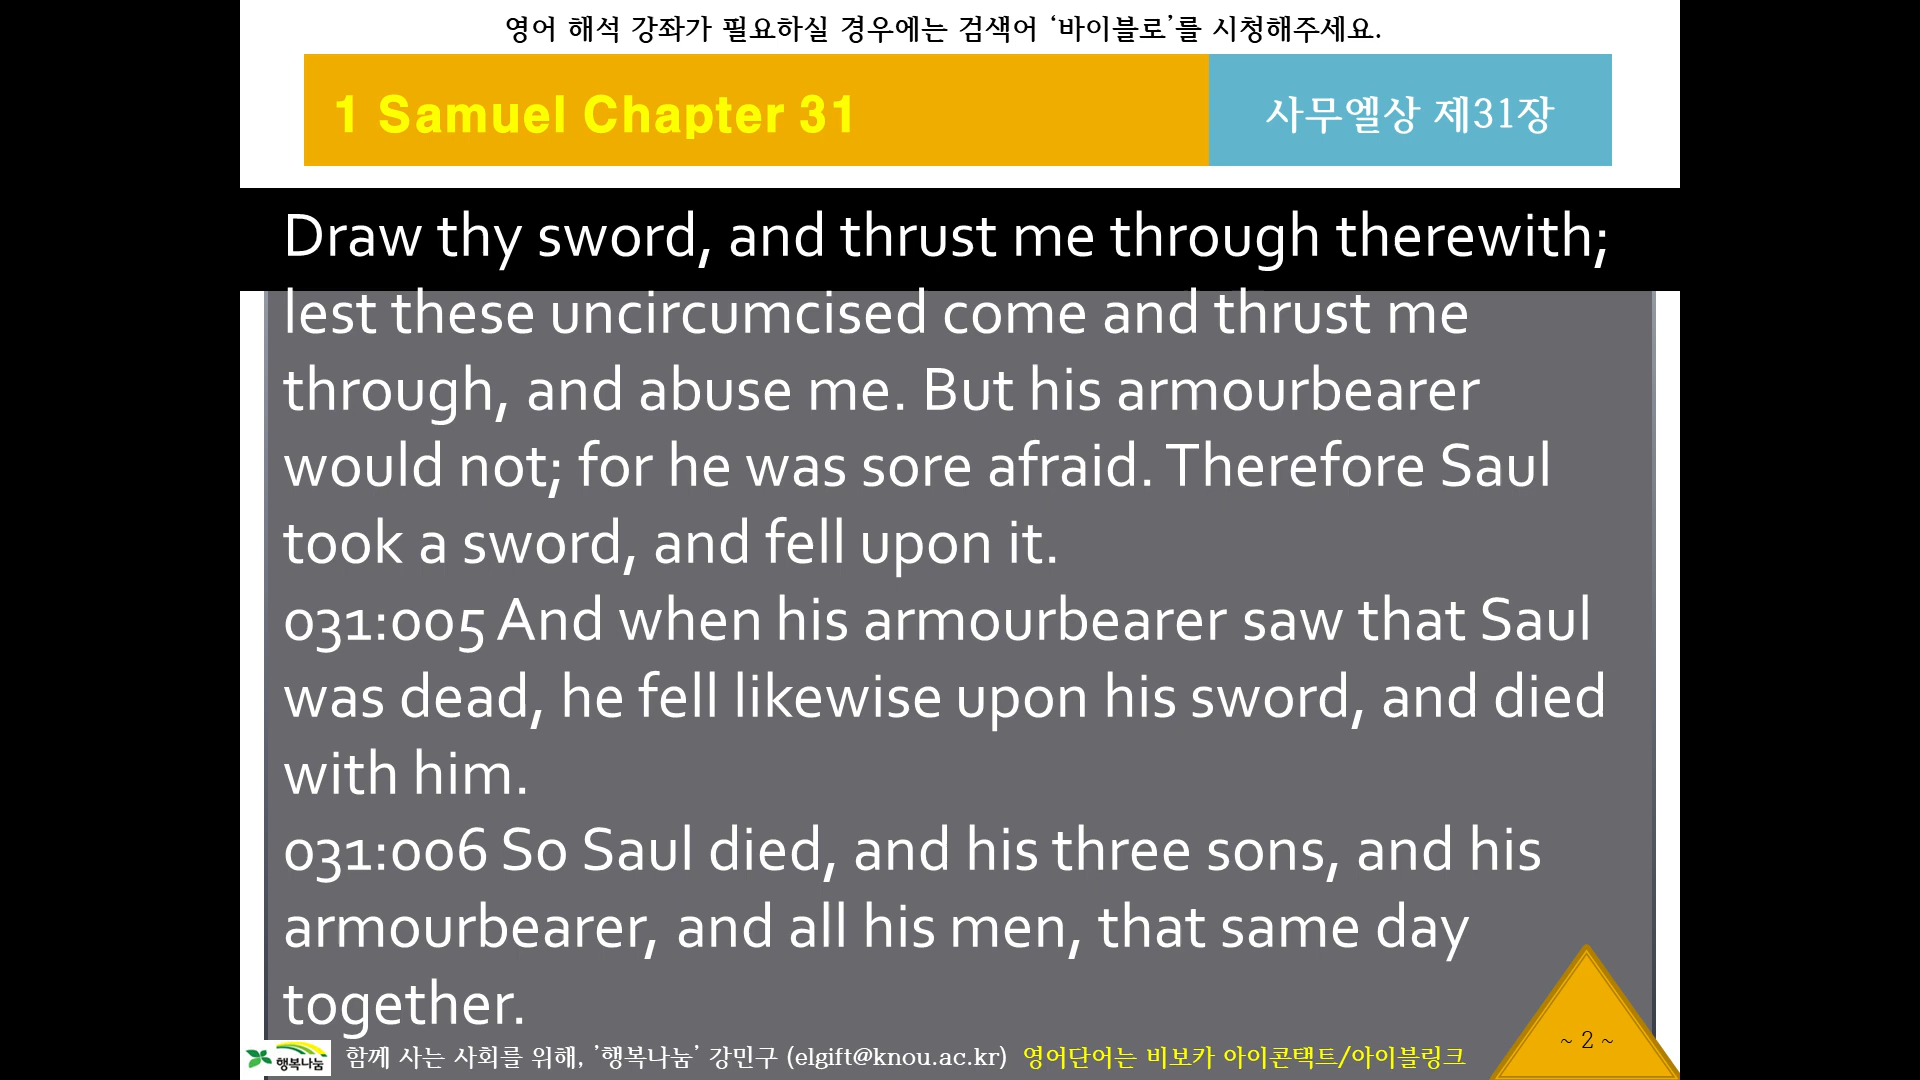 영어 해석 강좌가 필요하실 경우에는 검색어 ‘바이블로’를 시청해주세요.
1 Samuel Chapter 31
사무엘상 제31장
Draw thy sword, and thrust me through therewith;
lest these uncircumcised come and thrust me
through, and abuse me. But his armourbearer
would not; for he was sore afraid. Therefore Saul
took a sword, and fell upon it.
031:005 And when his armourbearer saw that Saul
was dead, he fell likewise upon his sword, and died
with him.
031:006 So Saul died, and his three sons, and his
armourbearer, and all his men, that same day
together.
~ 2 ~
행복나눔
함께 사는 사회를 위해, ’행복나눔’ 강민구 (elgift@knou.ac.kr) 영어단어는 비보카 아이콘택트/아이블링크